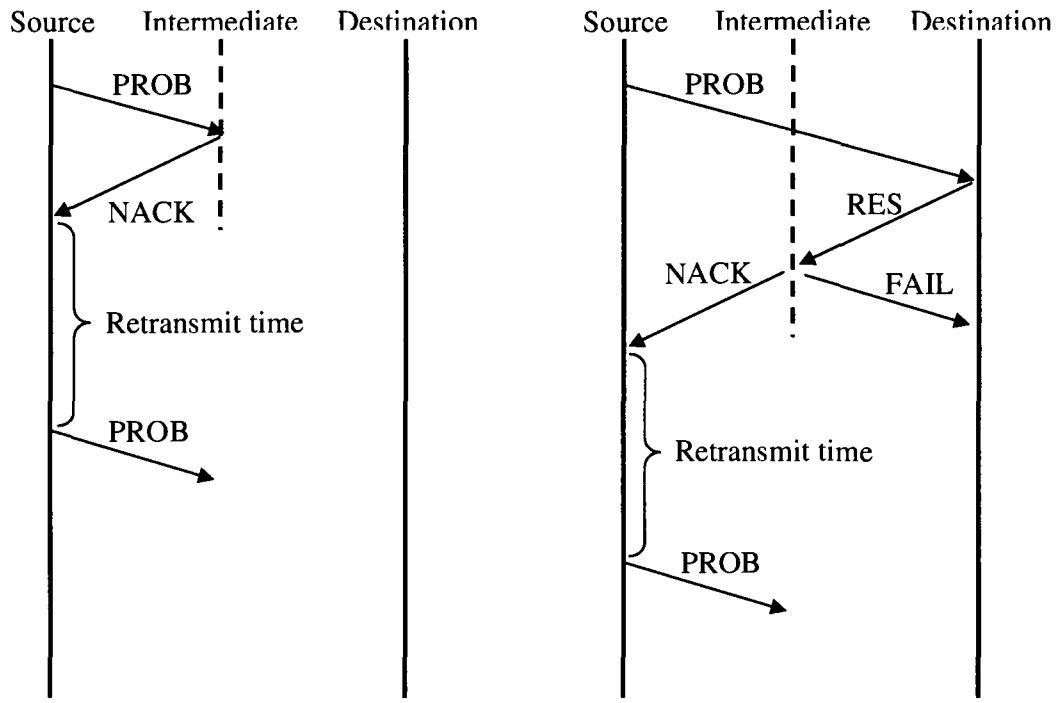 Source Intermediate Destination
PROB
NACK
Retransmit time
PROB
Source Intermediate Destination
PROB
RES
NACK
FAIL
Retransmit time
PROB